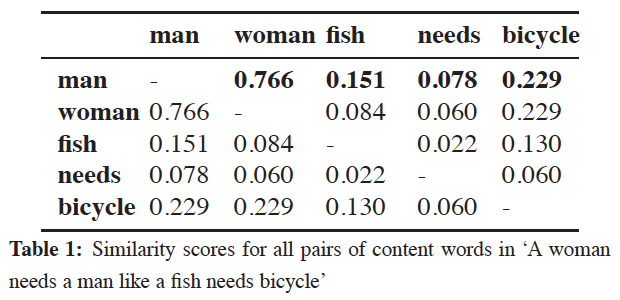 man woman fish needs bicycle
man - 0.766 0.151 0.078 0.229
woman 0.766 - 0.084 0.060 0.229
fish 0.151 0.084 - 0.022 0.130
needs 0.078 0.060 0.022 - 0.060
bicycle 0.229 0.229 0.130 0.060 -
Table 1: Similarity scores for all pairs of content words in ‘A woman
needs a man like a fish needs bicycle’